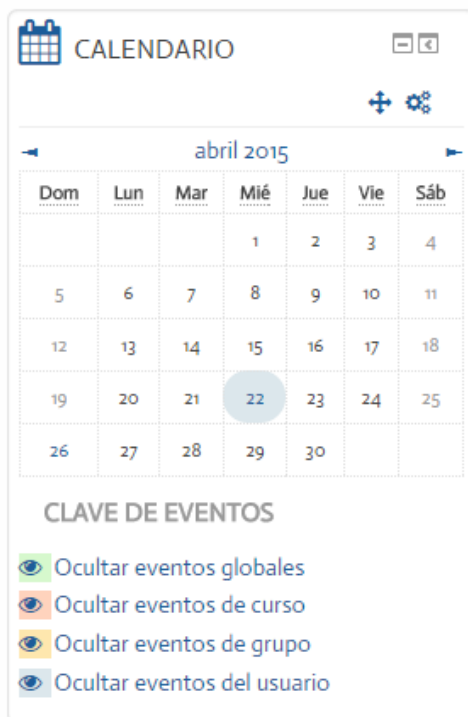 CALENDARIO
abril 2015
Dom Lun Mar Mié Jue Vie Sáb
1 2 3 4
5 6 7 8 9 10 11
12 13 14 15 16 17 18
19 20 21 22 23 24 25
26 27 28 29 30
CLAVE DE EVENTOS
Ocultar eventos globales
Ocultar eventos de curso
Ocultar eventos de grupo
Ocultar eventos del usuario